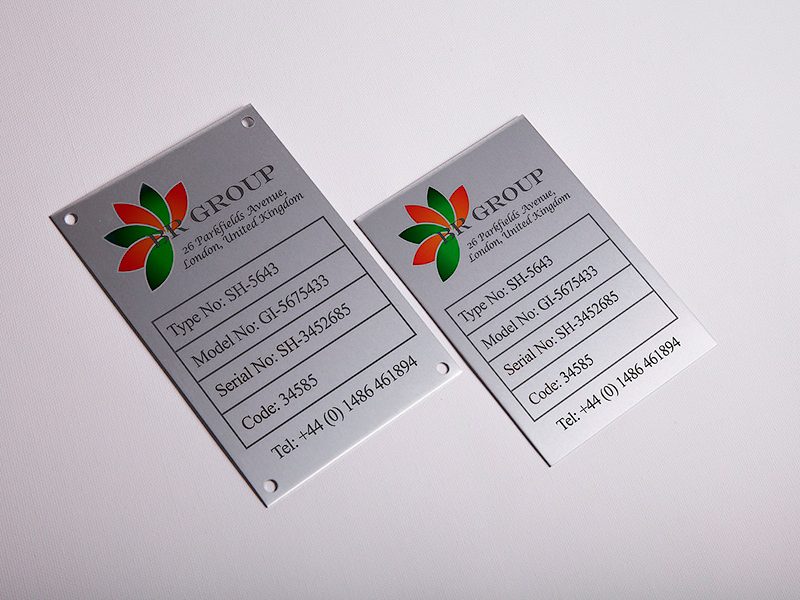 BR GROUP
26 Parkfields Avenue,
London, United Kingdom
Type No: SH-5643
Model No: GI-5675433
Serial No: SH-3452685
Code: 34585
Tel: +44 (0) 1486 461894
BR GROUP
26 Parkfields Avenue,
London, United Kingdom
Type No: SH-5643
Model No: GI-5675433
Serial No: SH-3452685
Code: 34585
Tel: +44 (0) 1486 461894